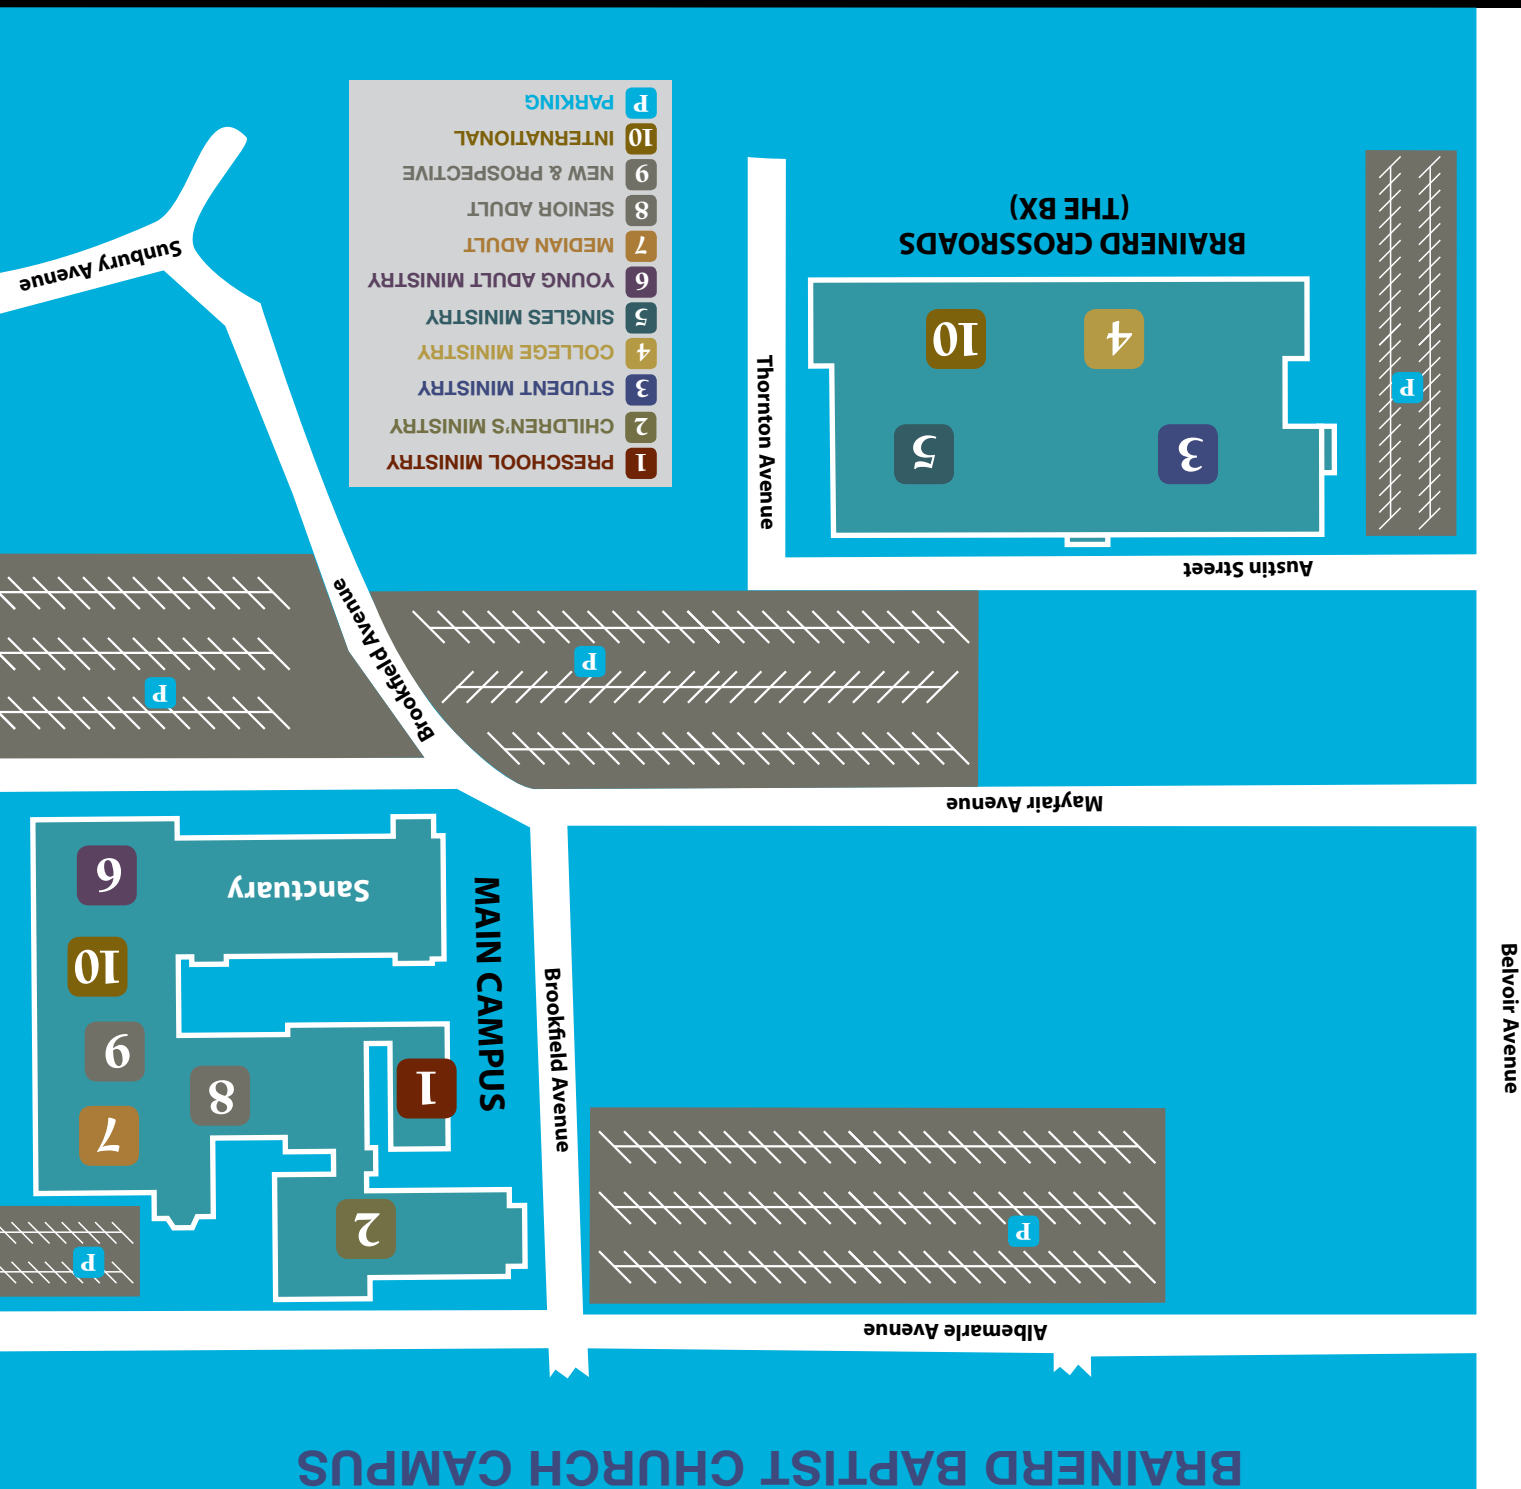 BRAINERD BAPTIST CHURCH CAMPUS
Albemarle Avenue
P
P
2
7
8
9
1
10
6
Sanctuary
MAIN CAMPUS
Brookfield Avenue
Belvoir Avenue
Mayfair Avenue
P
P
Brookfield Avenue
Austin Street
Thornton Avenue
3
5
4
10
P
BRAINERD CROSSROADS
(THE BX)
Sunbury Avenue
1 PRESCHOOL MINISTRY
2 CHILDREN'S MINISTRY
3 STUDENT MINISTRY
4 COLLEGE MINISTRY
5 SINGLES MINISTRY
6 YOUNG ADULT MINISTRY
7 MEDIAN ADULT
8 SENIOR ADULT
9 NEW & PROSPECTIVE
10 INTERNATIONAL
P PARKING